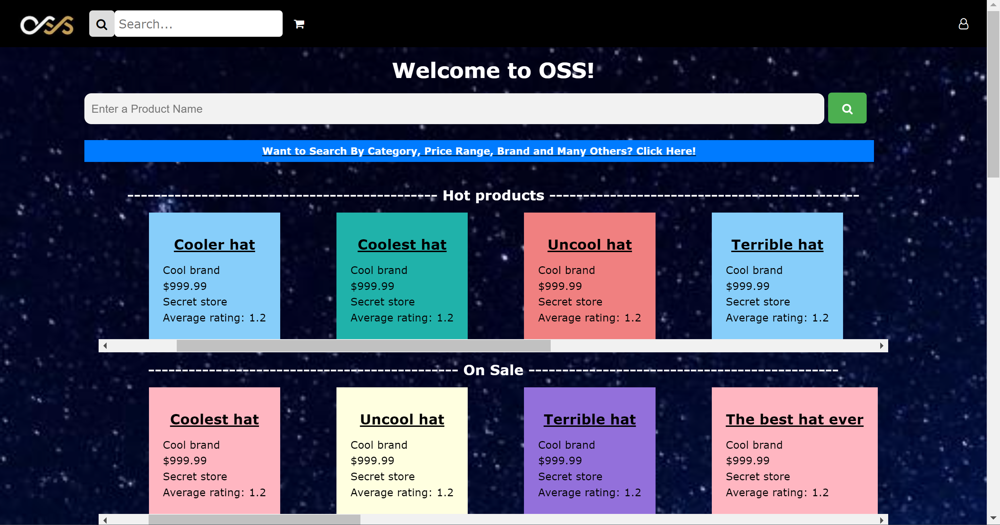 OSS
Search...
Welcome to OSS!
Enter a Product Name
Want to Search By Category, Price Range, Brand and Many Others? Click Here!
---------------------------------------------- Hot products ----------------------------------------------
Cooler hat
Cool brand
$999.99
Secret store
Average rating: 1.2
Coolest hat
Cool brand
$999.99
Secret store
Average rating: 1.2
Uncool hat
Cool brand
$999.99
Secret store
Average rating: 1.2
Terrible hat
Cool brand
$999.99
Secret store
Average rating: 1.2
---------------------------------------------- On Sale ----------------------------------------------
Coolest hat
Cool brand
$999.99
Secret store
Average rating: 1.2
Uncool hat
Cool brand
$999.99
Secret store
Average rating: 1.2
Terrible hat
Cool brand
$999.99
Secret store
Average rating: 1.2
The best hat ever
Cool brand
$999.99
Secret store
Average rating: 1.2